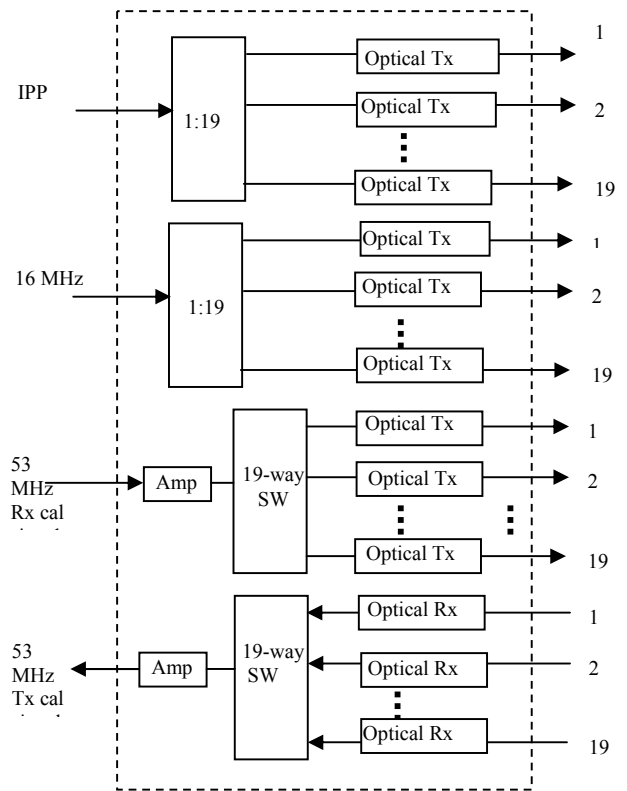 1
Optical Tx
IPP
1:19
Optical Tx
2
Optical Tx
19
Optical Tx
1
16 MHz
1:19
Optical Tx
2
Optical Tx
19
53
MHz
Rx cal
Amp
19-way
SW
Optical Tx
1
Optical Tx
2
Optical Tx
19
53
MHz
Tx cal
Amp
19-way
SW
Optical Rx
1
Optical Rx
2
Optical Rx
19